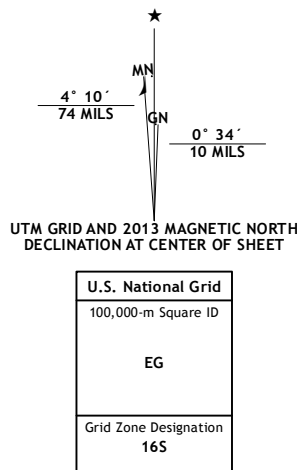 ★
MN
4° 10´
74 MILS
GN
0° 34´
10 MILS
UTM GRID AND 2013 MAGNETIC NORTH
DECLINATION AT CENTER OF SHEET
U.S. National Grid
100,000-m Square ID
EG
Grid Zone Designation
16S